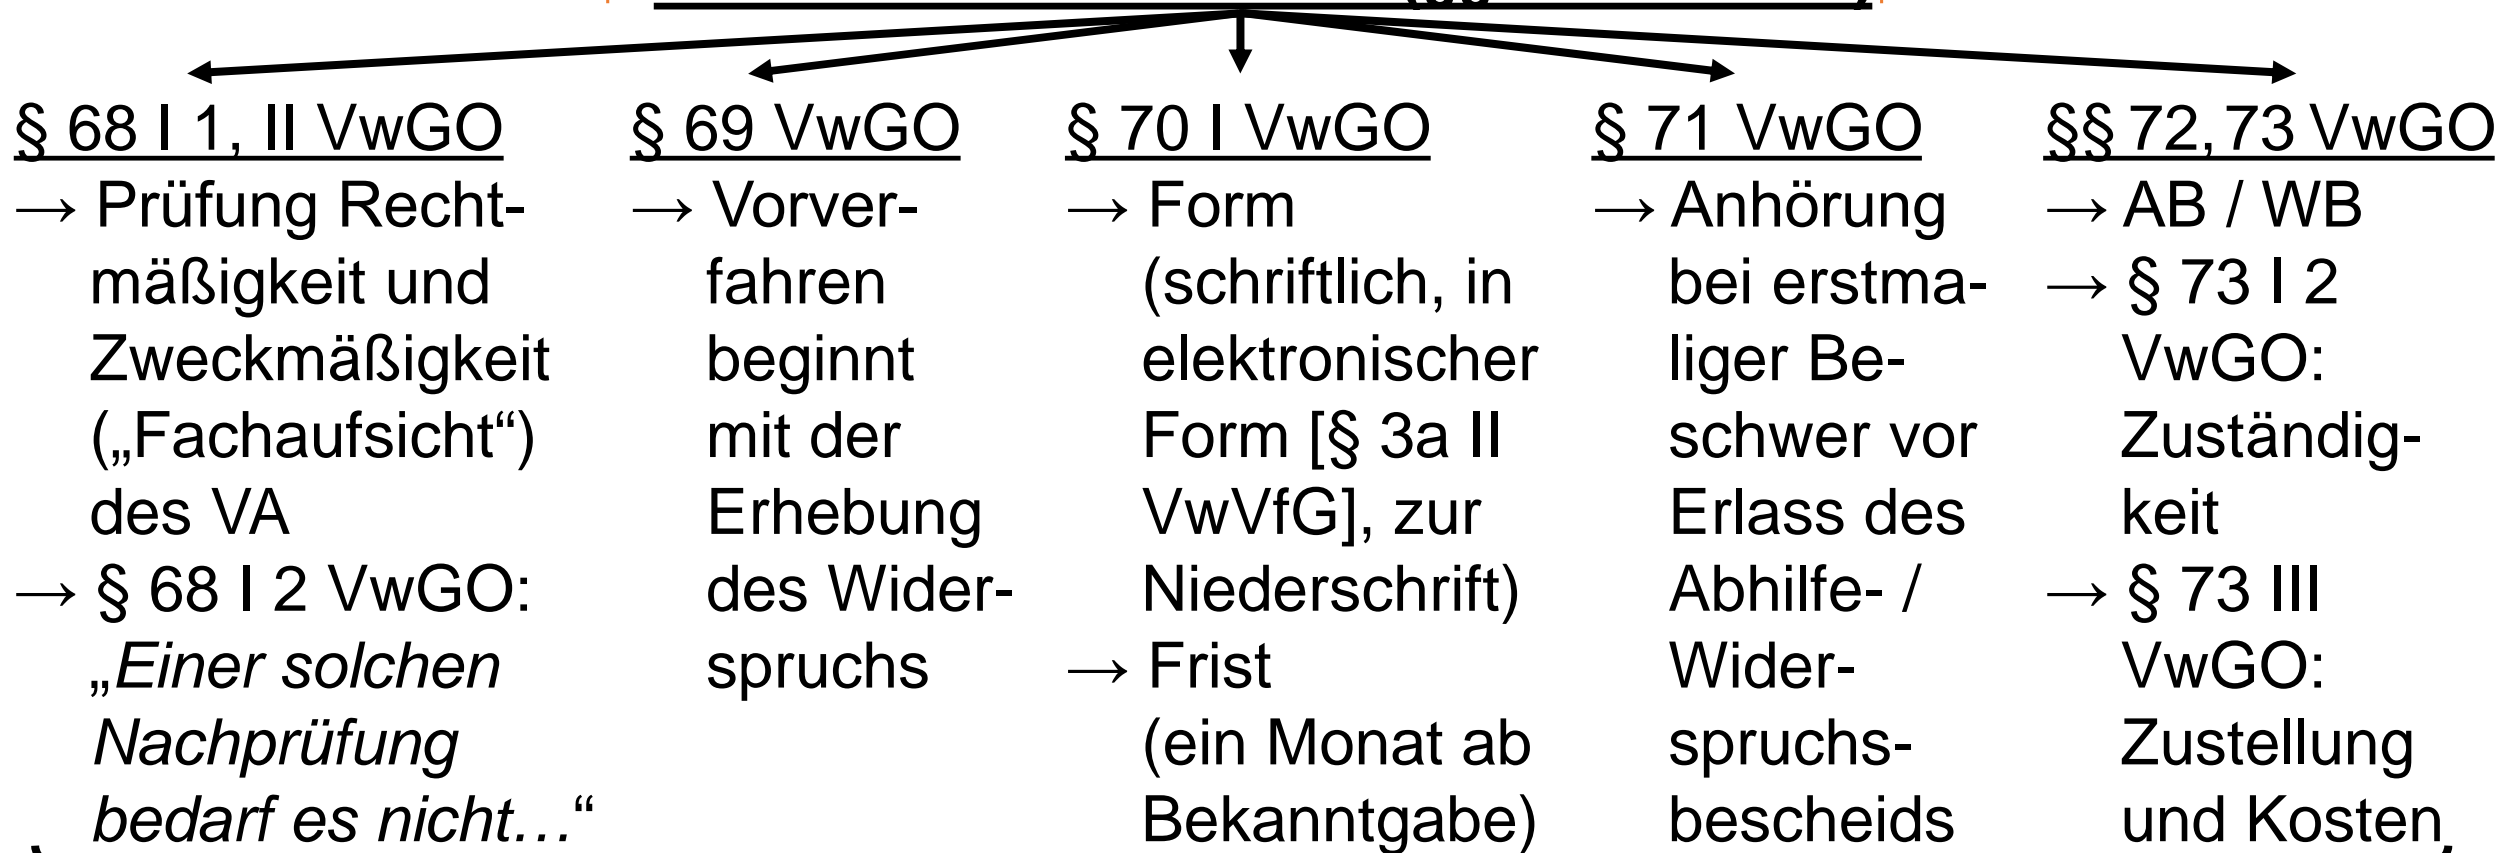 § 68 I 1, II VwGO
→ Prüfung Recht-
mäßigkeit und
Zweckmäßigkeit
(„Fachaufsicht“)
des VA
→ § 68 I 2 VwGO:
„Einer solchen
Nachprüfung
bedarf es nicht…“
§ 69 VwGO
→ Vorver-
fahren
beginnt
mit der
Erhebung
des Wider-
spruchs
§ 70 I VwGO
→ Form
(schriftlich, in
elektronischer
Form [§ 3a II
VwVfG], zur
Niederschrift)
→ Frist
(ein Monat ab
Bekanntgabe)
§ 71 VwGO
→ Anhörung
bei erstma-
liger Be-
schwer vor
Erlass des
Abhilfe- /
Wider-
spruchs-
bescheids
§§ 72, 73 VwGO
→ AB / WB
→ § 73 I 2
VwGO:
Zuständig-
keit
→ § 73 III
VwGO:
Zustellung
und Kosten